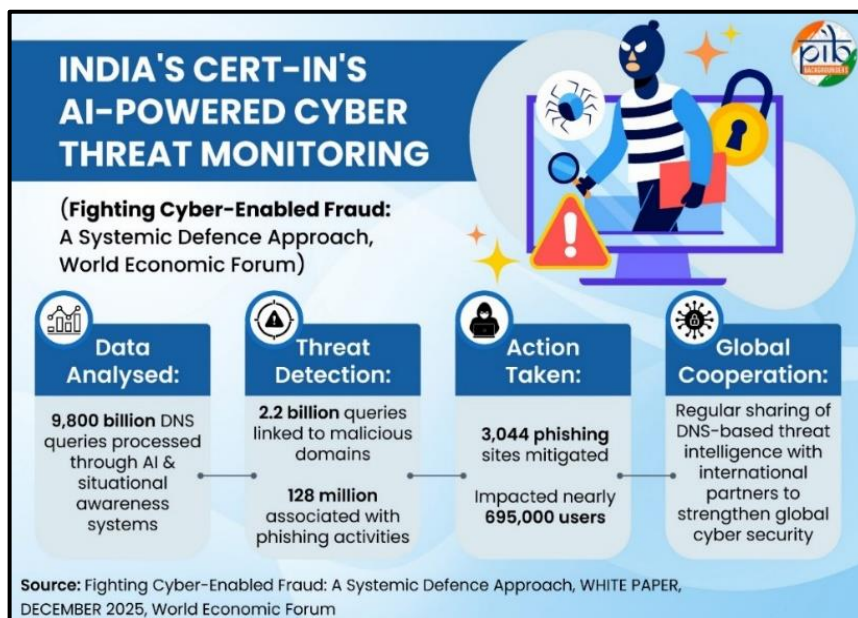 INDIA'S CERT-IN'S
AI-POWERED CYBER
THREAT MONITORING
pib
BACKGROUNDERS
(Fighting Cyber-Enabled Fraud:
A Systemic Defence Approach,
World Economic Forum)
Data
Analysed:
9,800 billion DNS
queries processed
through AI &
situational
awareness
systems
Threat
Detection:
2.2 billion queries
linked to malicious
domains
128 million
associated with
phishing activities
Action
Taken:
3,044 phishing
sites mitigated
Impacted nearly
695,000 users
Global
Cooperation:
Regular sharing of
DNS-based threat
intelligence with
international
partners to
strengthen global
cyber security
Source: Fighting Cyber-Enabled Fraud: A Systemic Defence Approach, WHITE PAPER,
DECEMBER 2025, World Economic Forum